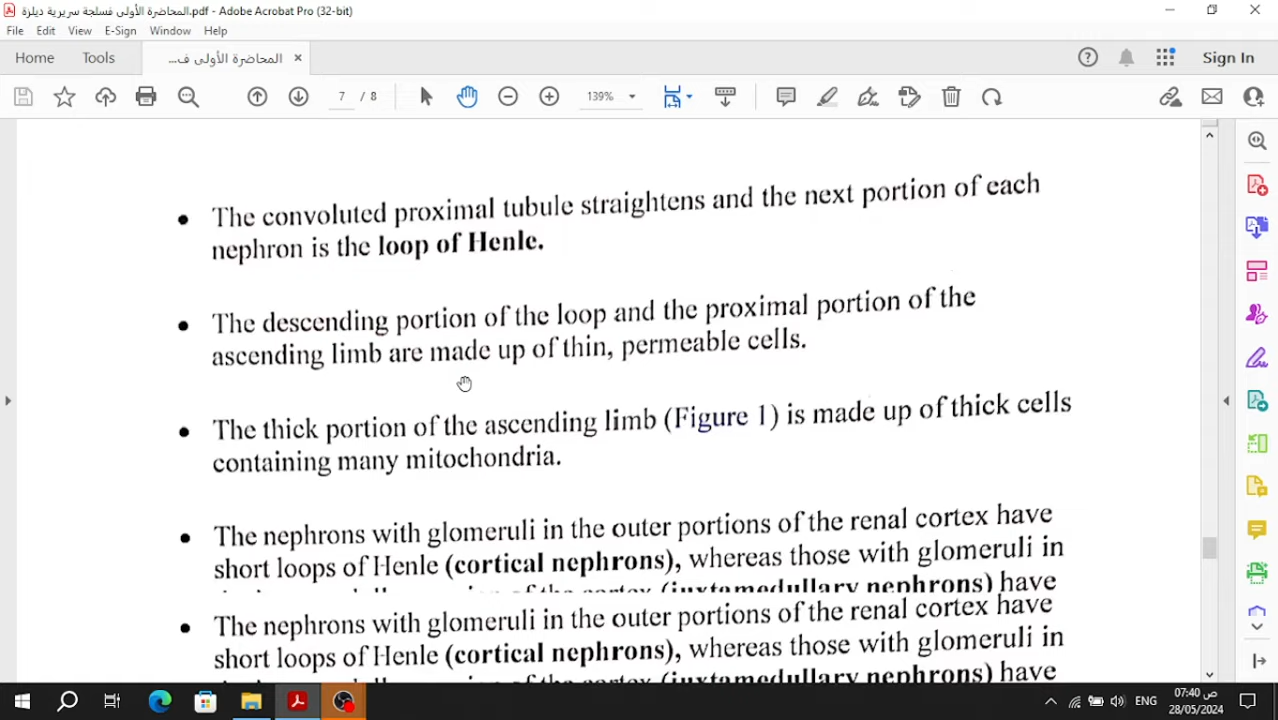 المحاضرة الأولى فسلجة سريرية ديلزة.pdf - Adobe Acrobat Pro (32-bit)
File Edit View E-Sign Window Help
Home Tools المحاضرة الأولى ف... × Sign In
7 / 8 139%
• The convoluted proximal tubule straightens and the next portion of each
nephron is the loop of Henle.
• The descending portion of the loop and the proximal portion of the
ascending limb are made up of thin, permeable cells.
• The thick portion of the ascending limb (Figure 1) is made up of thick cells
containing many mitochondria.
• The nephrons with glomeruli in the outer portions of the renal cortex have
short loops of Henle (cortical nephrons), whereas those with glomeruli in
(juxtamedullary nephrons) have
• The nephrons with glomeruli in the outer portions of the renal cortex have
short loops of Henle (cortical nephrons), whereas those with glomeruli in
(juxtamedullary nephrons) have
ENG 07:40 ص
28/05/2024